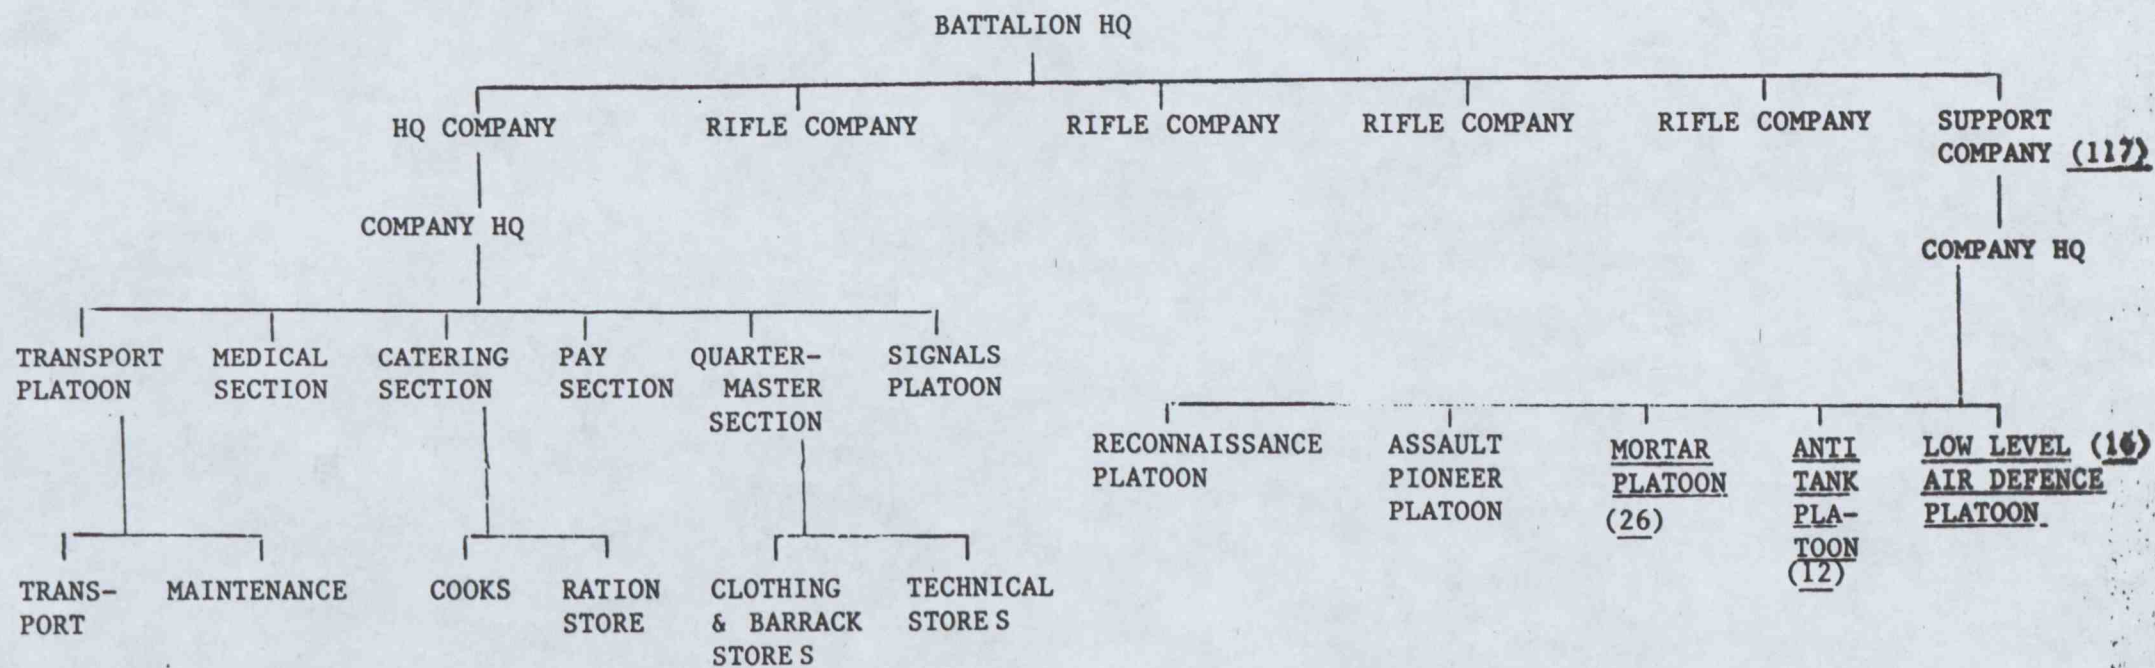 BATTALION HQ
HQ COMPANY
RIFLE COMPANY
RIFLE COMPANY
RIFLE COMPANY
RIFLE COMPANY
SUPPORT
COMPANY (117)
COMPANY HQ
COMPANY HQ
TRANSPORT
PLATOON
MEDICAL
SECTION
CATERING
SECTION
PAY
SECTION
QUARTER-
MASTER
SECTION
SIGNALS
PLATOON
RECONNAISSANCE
PLATOON
ASSAULT
PIONEER
PLATOON
MORTAR
PLATOON
(26)
ANTI
TANK
PLA-
TOON
(12)
LOW LEVEL
AIR DEFENCE
PLATOON
TRANS-
PORT
MAINTENANCE
COOKS
RATION
STORE
CLOTHING
& BARRACK
STORES
TECHNICAL
STORES